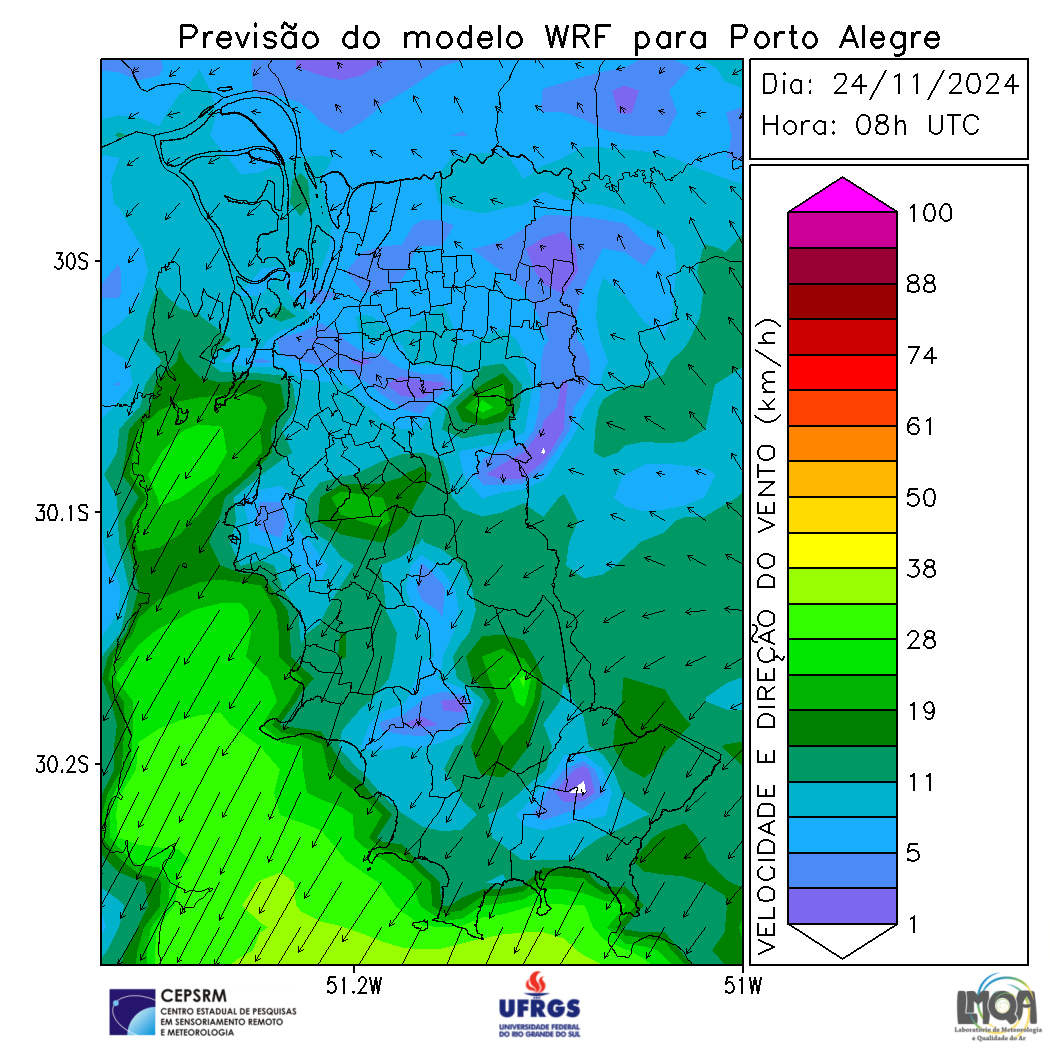 Previsão do modelo WRF para Porto Alegre
Dia: 24/11/2024
Hora: 08h UTC
30S
30.1S
30.2S
51.2W
51W
VELOCIDADE E DIREÇÃO DO VENTO (km/h)
100
88
74
61
50
38
28
19
11
5
1
CEPSRM
CENTRO ESTADUAL DE PESQUISAS
EM SENSORIAMENTO REMOTO
E METEOROLOGIA
UFRGS
UNIVERSIDADE FEDERAL
DO RIO GRANDE DO SUL
LMQA
Laboratório de Meteorologia
e Qualidade do Ar